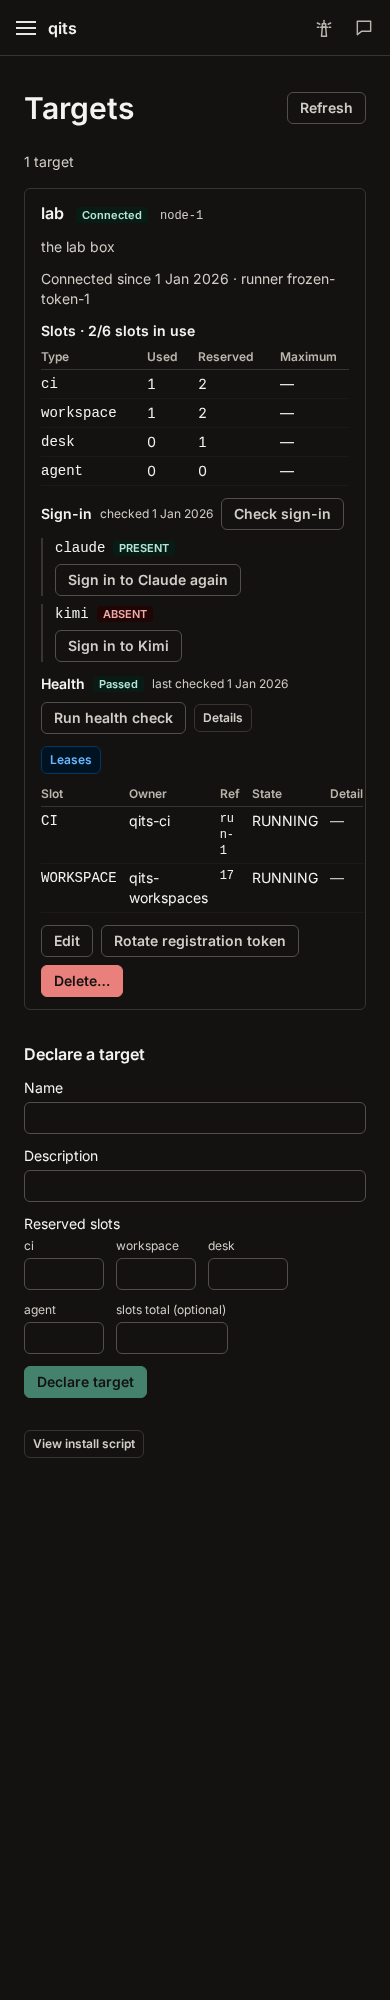 qits
Targets
Refresh
1 target
lab Connected node-1
the lab box
Connected since 1 Jan 2026 · runner frozen-
token-1
Slots · 2/6 slots in use
Type Used Reserved Maximum
ci 1 2 —
workspace 1 2 —
desk 0 1 —
agent 0 0 —
Sign-in checked 1 Jan 2026 Check sign-in
claude PRESENT
Sign in to Claude again
kimi ABSENT
Sign in to Kimi
Health Passed last checked 1 Jan 2026
Run health check Details
Leases
Slot Owner Ref State Detail
CI qits-ci ru RUNNING —
n-
1
WORKSPACE qits- 17 RUNNING —
workspaces
Edit Rotate registration token
Delete...
Declare a target
Name
Description
Reserved slots
ci workspace desk
agent slots total (optional)
Declare target
View install script